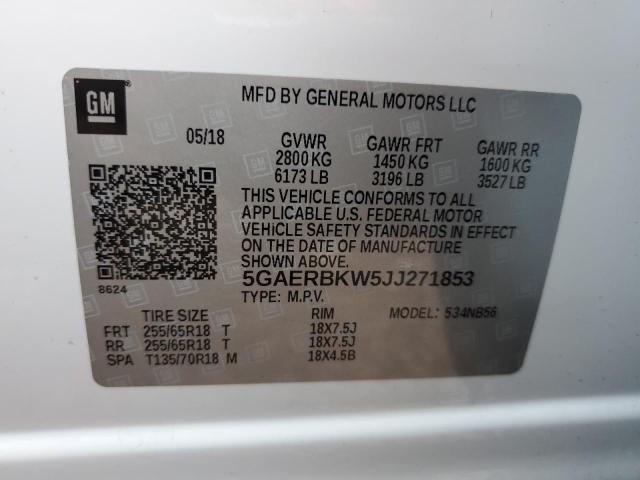 GM
MFD BY GENERAL MOTORS LLC
05/18 GVWR GAWR FRT GAWR RR
2800 KG 1450 KG 1600 KG
6173 LB 3196 LB 3527 LB
THIS VEHICLE CONFORMS TO ALL
APPLICABLE U.S. FEDERAL MOTOR
VEHICLE SAFETY STANDARDS IN EFFECT
ON THE DATE OF MANUFACTURE
SHOWN ABOVE.
8624 5GAERBKW5JJ271853
TYPE: M.P.V.
TIRE SIZE RIM MODEL: 534NB56
FRT 255/65R18 T 18X7.5J
RR 255/65R18 T 18X7.5J
SPA T135/70R18 M 18X4.5B